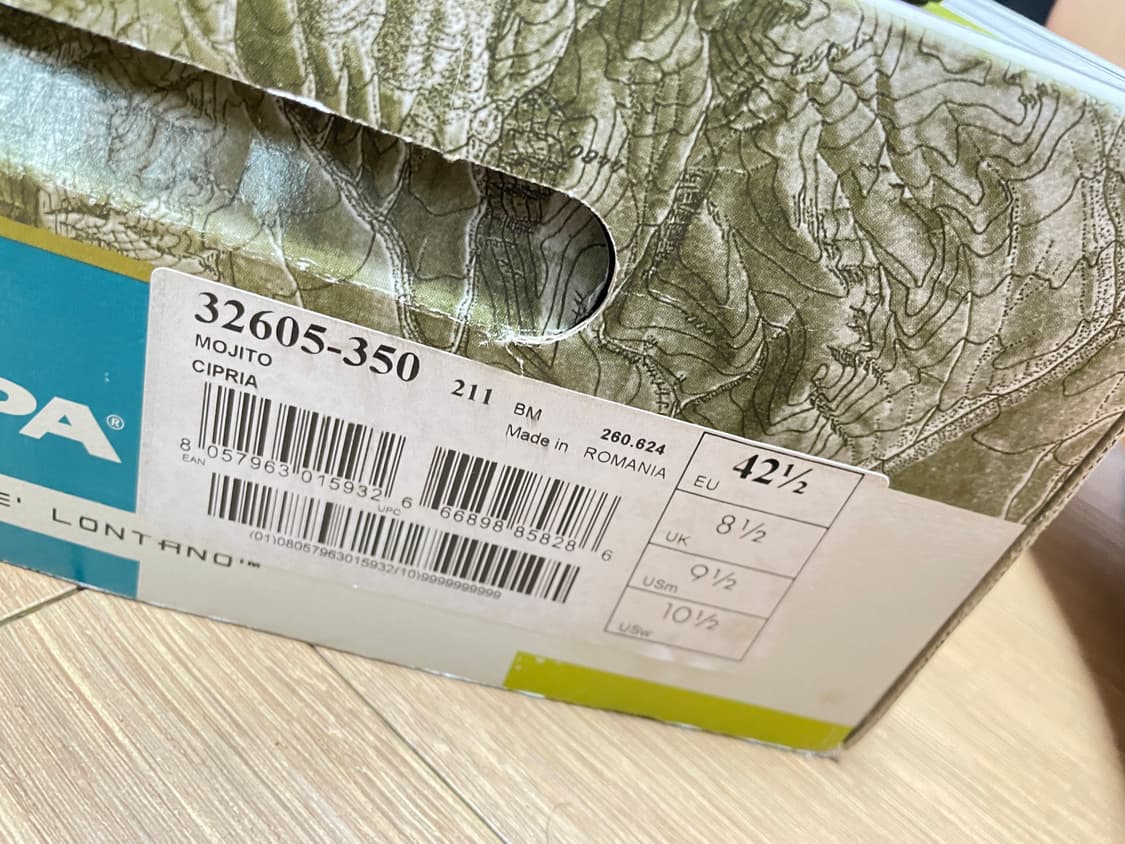 32605-350
MOJITO
CIPRIA
211 BM 260.624
Made in ROMANIA
8 057963 015932
EAN
6 66898 85828 6
UPC
(01)08057963015932/10)9999999999
EU 42½
UK 8½
USm 9½
USw 10½
PA®
E' LONTANO™